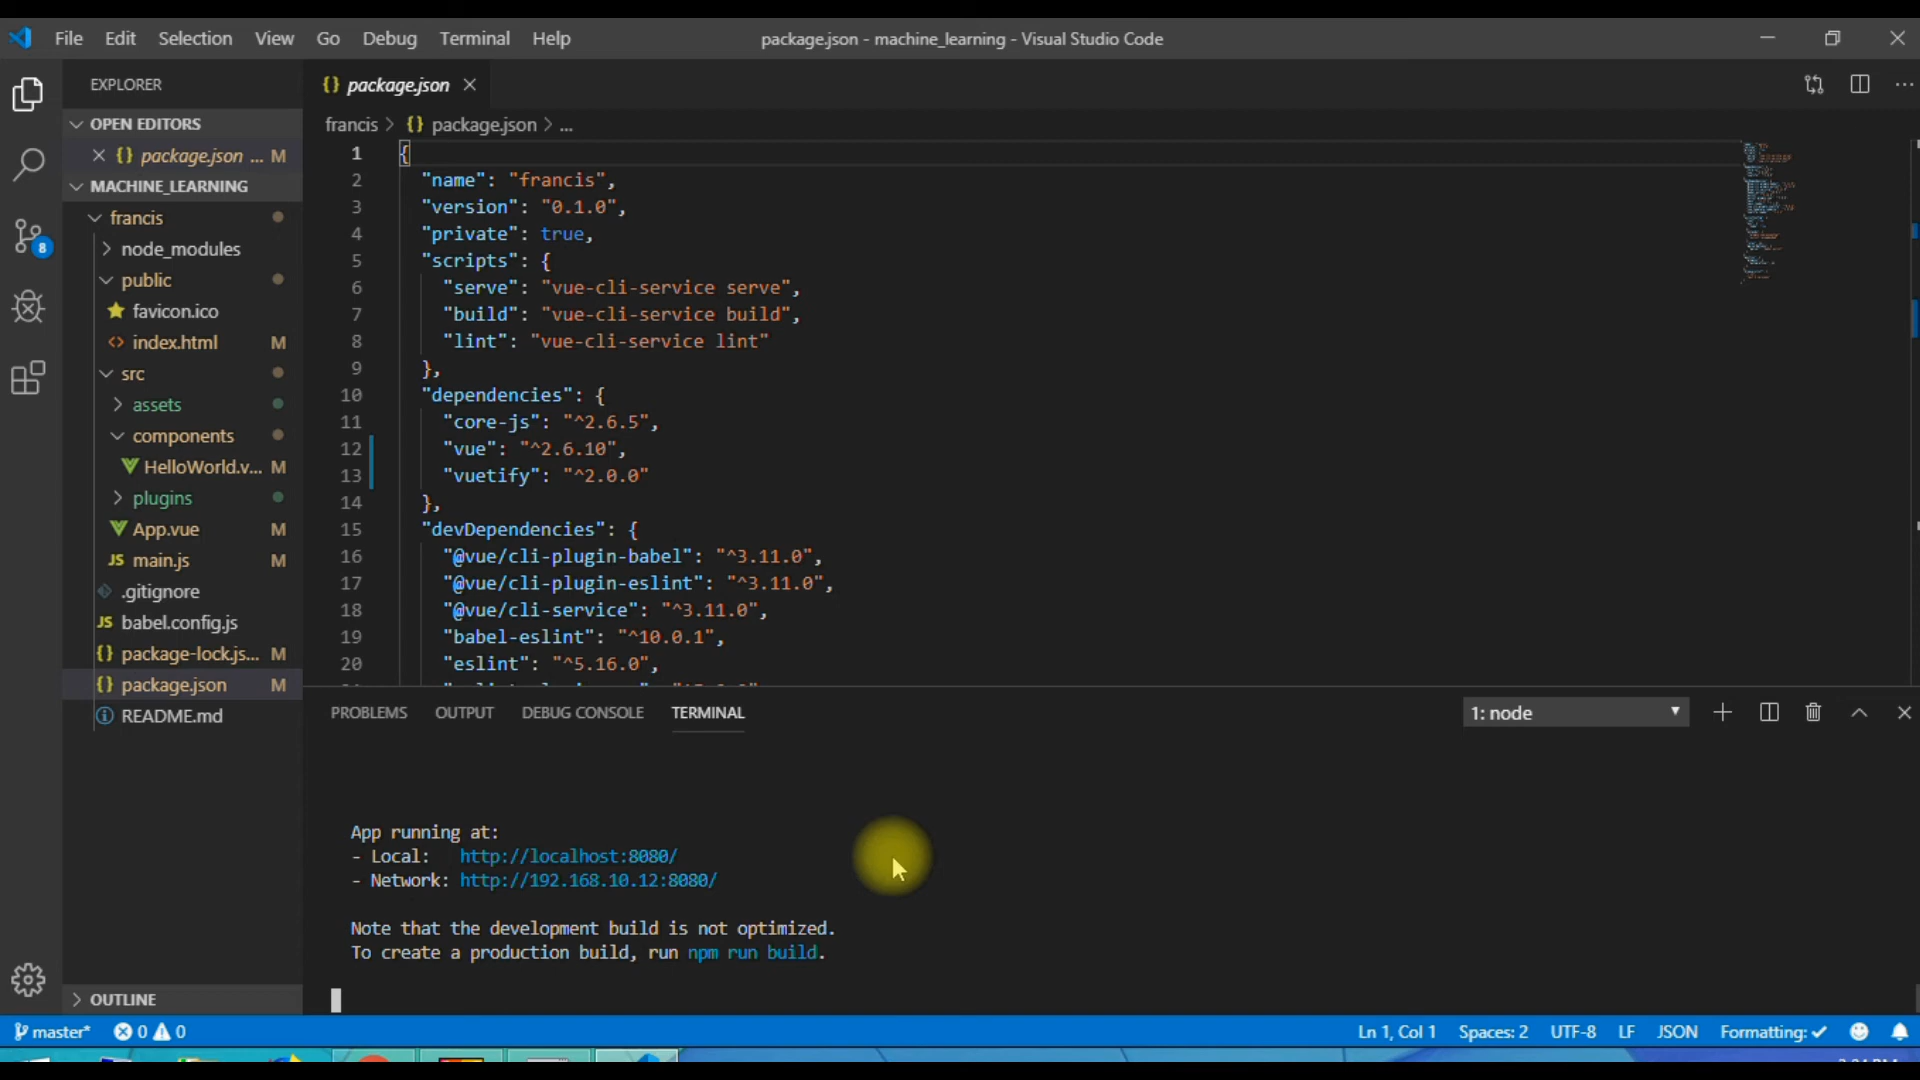 File Edit Selection View Go Debug Terminal Help
package.json - machine_learning - Visual Studio Code
EXPLORER
OPEN EDITORS
package.json ... M
MACHINE_LEARNING
francis
node_modules
public
favicon.ico
index.html M
src
assets
components
HelloWorld.v... M
plugins
App.vue M
JS main.js M
.gitignore
JS babel.config.js
{} package-lock.js... M
{} package.json M
README.md
OUTLINE
8
{} package.json
francis > {} package.json > ...
1 {
2 "name": "francis",
3 "version": "0.1.0",
4 "private": true,
5 "scripts": {
6 "serve": "vue-cli-service serve",
7 "build": "vue-cli-service build",
8 "lint": "vue-cli-service lint"
9 },
10 "dependencies": {
11 "core-js": "^2.6.5",
12 "vue": "^2.6.10",
13 "vuetify": "^2.0.0"
14 },
15 "devDependencies": {
16 "@vue/cli-plugin-babel": "^3.11.0",
17 "@vue/cli-plugin-eslint": "^3.11.0",
18 "@vue/cli-service": "^3.11.0",
19 "babel-eslint": "^10.0.1",
20 "eslint": "^5.16.0",
PROBLEMS OUTPUT DEBUG CONSOLE TERMINAL
1: node
App running at:
- Local: http://localhost:8080/
- Network: http://192.168.10.12:8080/
Note that the development build is not optimized.
To create a production build, run npm run build.
master* 0 0
Ln 1, Col 1 Spaces: 2 UTF-8 LF JSON Formatting: ✓